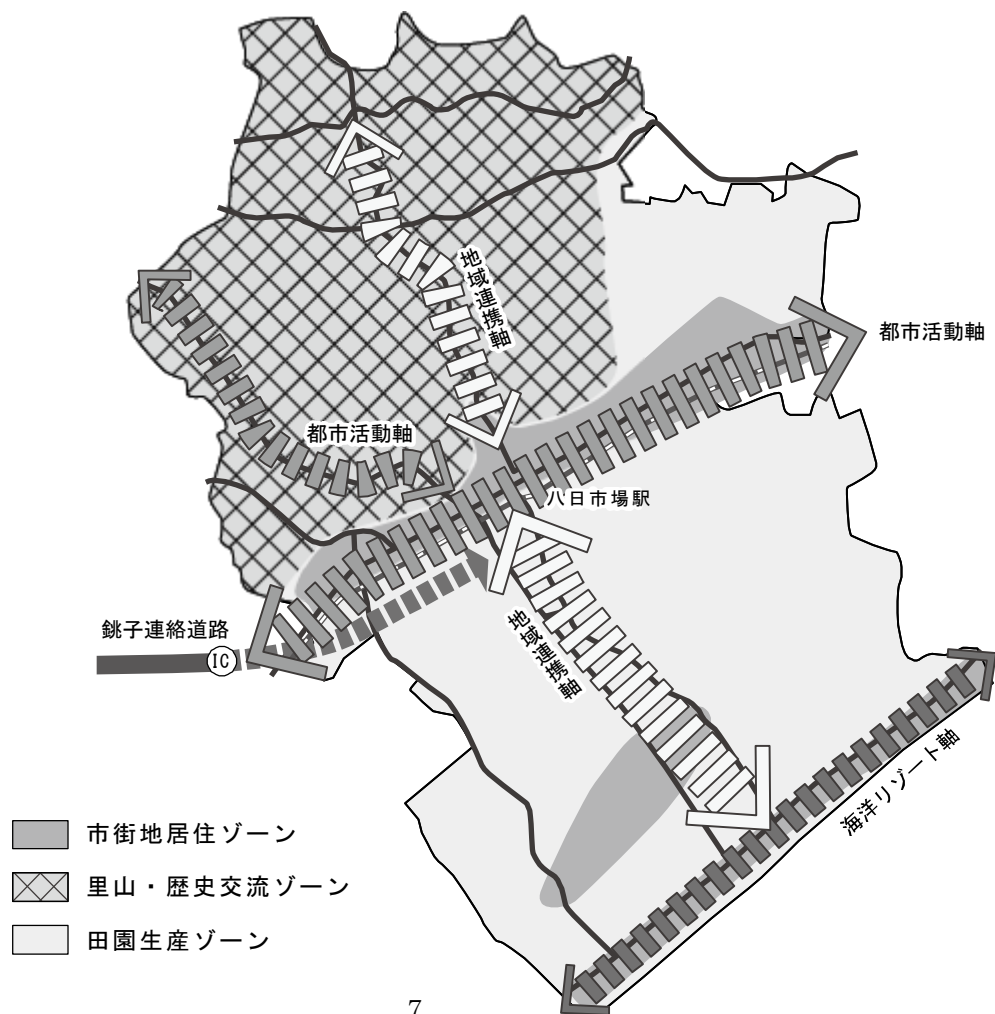 地域連携軸
都市活動軸
都市活動軸
八日市場駅
銚子連絡道路
IC
地域連携軸
海洋リゾート軸
市街地居住ゾーン
里山・歴史交流ゾーン
田園生産ゾーン
7